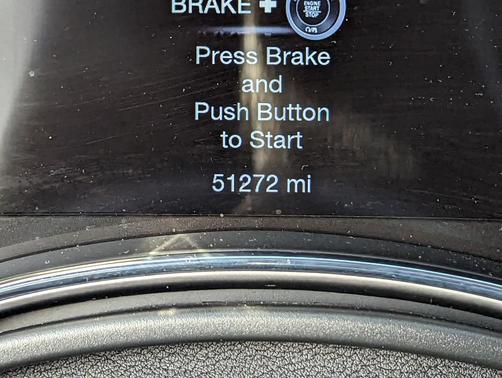 BRAKE +
ENGINE
START
STOP
Press Brake
and
Push Button
to Start
51272 mi